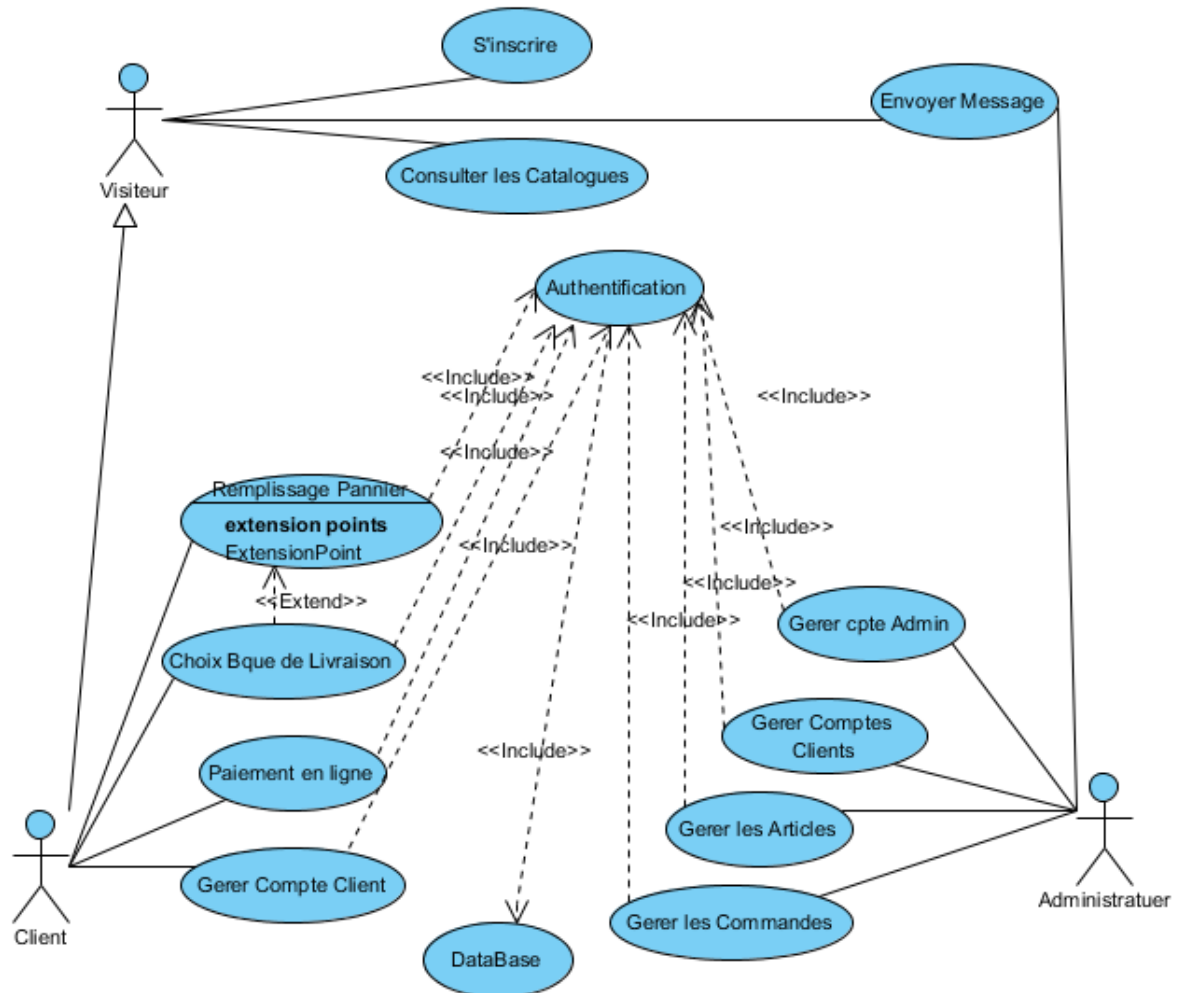 S'inscrire
Envoyer Message
Visiteur
Consulter les Catalogues
Authentification
<<Include>>
<<Include>>
<<Include>>
<<Include>>
Remplissage Pannier
extension points
ExtensionPoint
<<Include>>
<<Include>>
<<Include>>
<<Extend>>
<<Include>>
Gerer cpte Admin
Choix Bque de Livraison
Gerer Comptes
Clients
<<Include>>
Paiement en ligne
Gerer les Articles
Gerer Compte Client
Administratuer
Gerer les Commandes
Client
DataBase